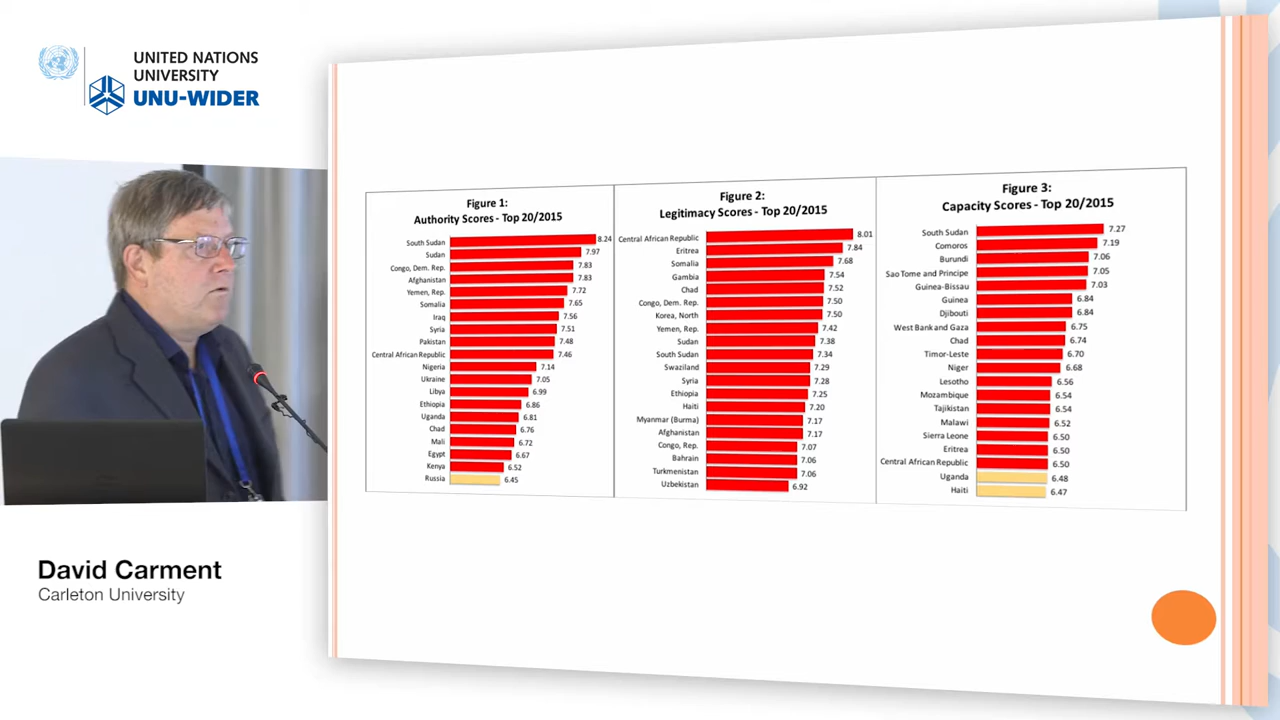 UNITED NATIONS
UNIVERSITY
UNU-WIDER
Figure 1:
Authority Scores - Top 20/2015
South Sudan 8.24
Sudan 7.97
Congo, Dem. Rep. 7.83
Afghanistan 7.83
Yemen, Rep. 7.72
Somalia 7.65
Iraq 7.56
Syria 7.51
Pakistan 7.48
Central African Republic 7.46
Nigeria 7.14
Ukraine 7.05
Libya 6.99
Ethiopia 6.86
Uganda 6.81
Chad 6.76
Mali 6.72
Egypt 6.67
Kenya 6.52
Russia 6.45
Figure 2:
Legitimacy Scores - Top 20/2015
Central African Republic 8.01
Eritrea 7.84
Somalia 7.68
Gambia 7.54
Chad 7.52
Congo, Dem. Rep. 7.50
Korea, North 7.50
Yemen, Rep. 7.42
Sudan 7.38
South Sudan 7.34
Swaziland 7.29
Syria 7.28
Ethiopia 7.25
Haiti 7.20
Myanmar (Burma) 7.17
Afghanistan 7.17
Congo, Rep. 7.07
Bahrain 7.06
Turkmenistan 7.06
Uzbekistan 6.92
Figure 3:
Capacity Scores - Top 20/2015
South Sudan 7.27
Comoros 7.19
Burundi 7.06
Sao Tome and Principe 7.05
Guinea-Bissau 7.03
Guinea 6.84
Djibouti 6.84
West Bank and Gaza 6.75
Chad 6.74
Timor-Leste 6.70
Niger 6.68
Lesotho 6.56
Mozambique 6.54
Tajikistan 6.54
Malawi 6.52
Sierra Leone 6.50
Eritrea 6.50
Central African Republic 6.50
Uganda 6.48
Haiti 6.47
David Carment
Carleton University